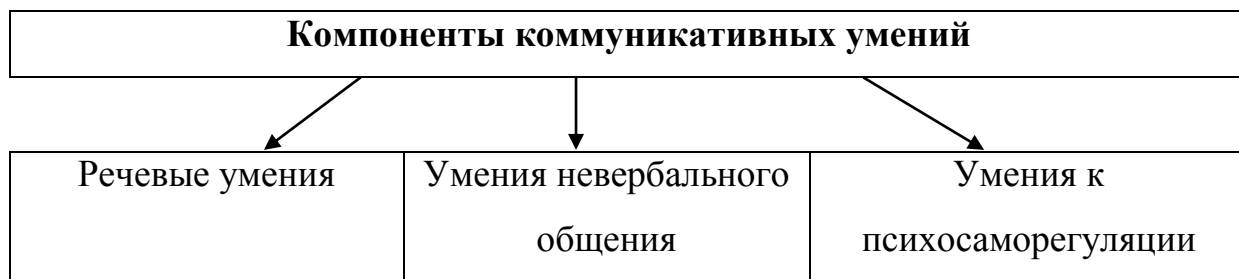 Компоненты коммуникативных умений
Речевые умения
Умения невербального
общения
Умения к
психосаморегуляции